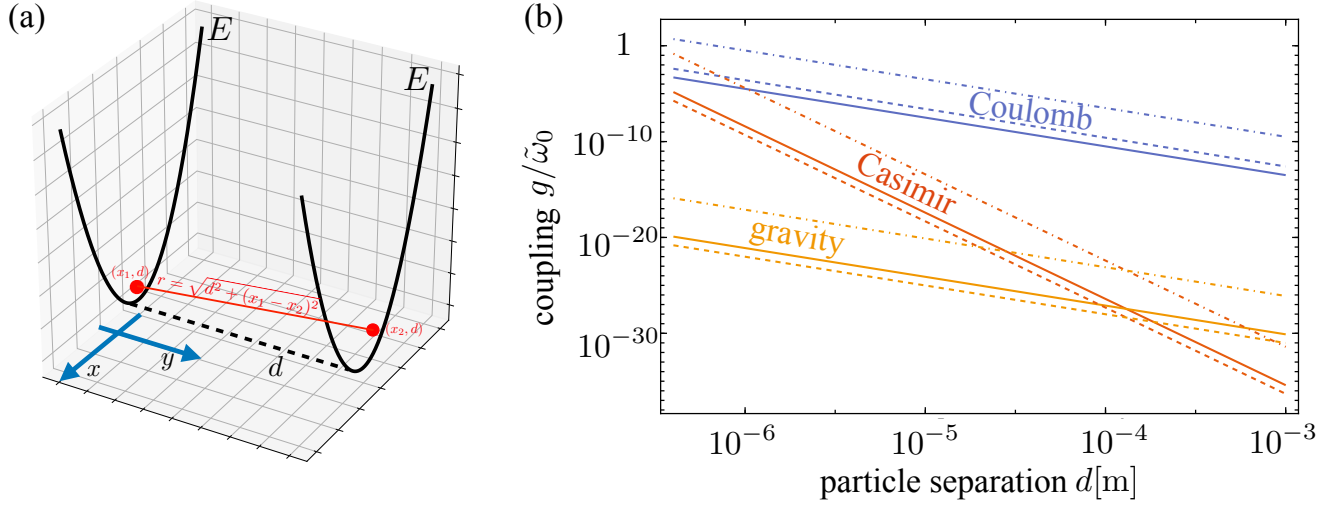 (a)
E
E
(x₁, d)
r = √d² + (x₁ − x₂)²
(x₂, d)
d
y
x
(b)
coupling g/ω̃₀
1
10⁻¹⁰
10⁻²⁰
10⁻³⁰
Coulomb
Casimir
gravity
10⁻⁶
10⁻⁵
10⁻⁴
10⁻³
particle separation d[m]